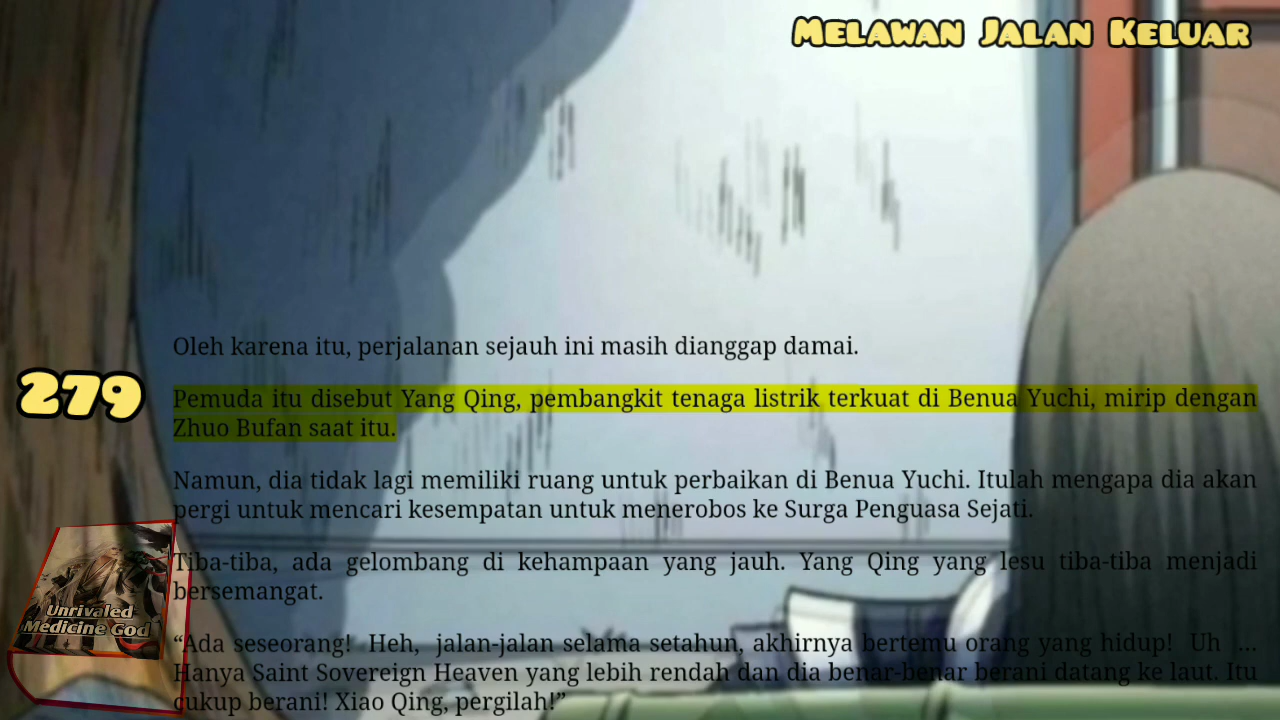 Melawan Jalan Keluar
Oleh karena itu, perjalanan sejauh ini masih dianggap damai.
279
Pemuda itu disebut Yang Qing, pembangkit tenaga listrik terkuat di Benua Yuchi, mirip dengan
Zhuo Bufan saat itu.
Namun, dia tidak lagi memiliki ruang untuk perbaikan di Benua Yuchi. Itulah mengapa dia akan
pergi untuk mencari kesempatan untuk menerobos ke Surga Penguasa Sejati.
Tiba-tiba, ada gelombang di kehampaan yang jauh. Yang Qing yang lesu tiba-tiba menjadi
bersemangat.
Unrivaled
Medicine God
“Ada seseorang! Heh, jalan-jalan selama setahun, akhirnya bertemu orang yang hidup! Uh ...
Hanya Saint Sovereign Heaven yang lebih rendah dan dia benar-benar berani datang ke laut. Itu
cukup berani! Xiao Qing, pergilah!”